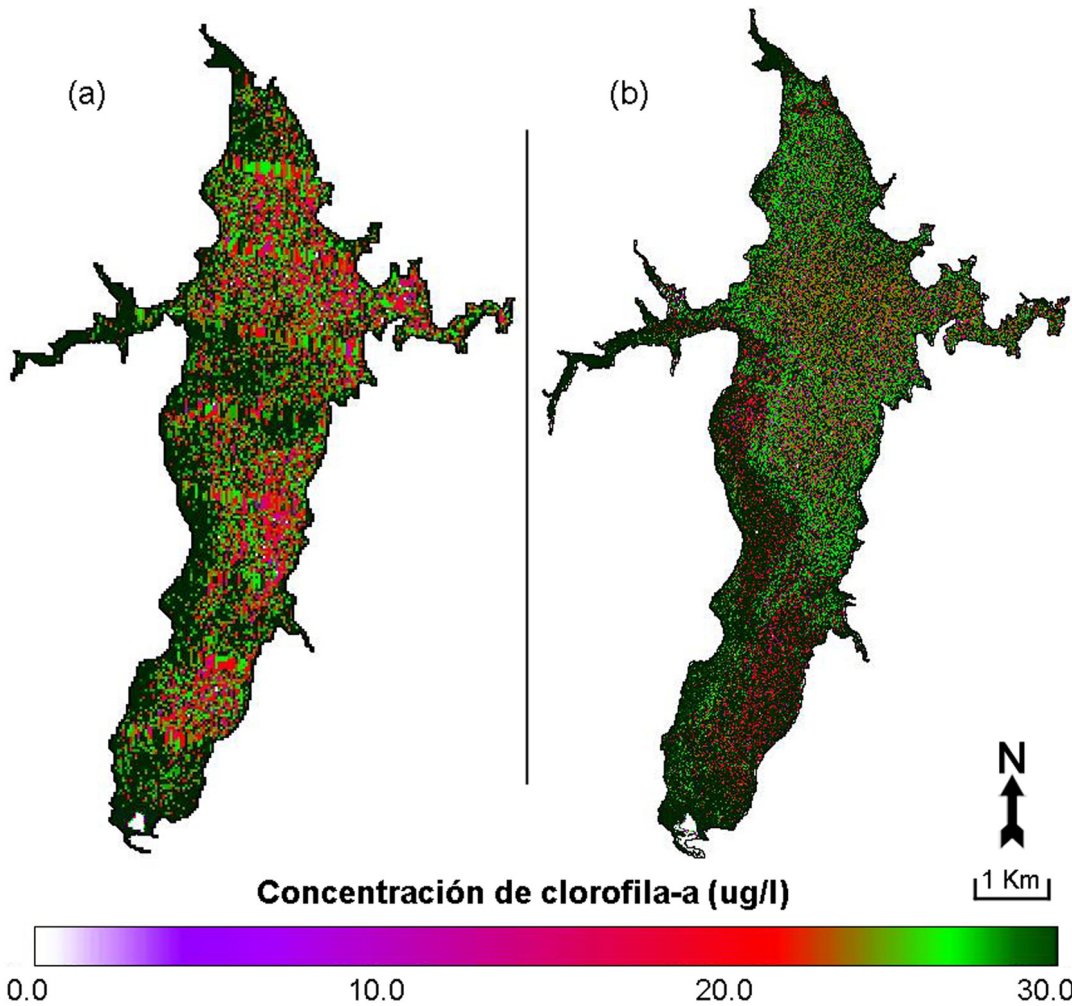 (a)
(b)
N
1 Km
Concentración de clorofila-a (ug/l)
0.0 10.0 20.0 30.0